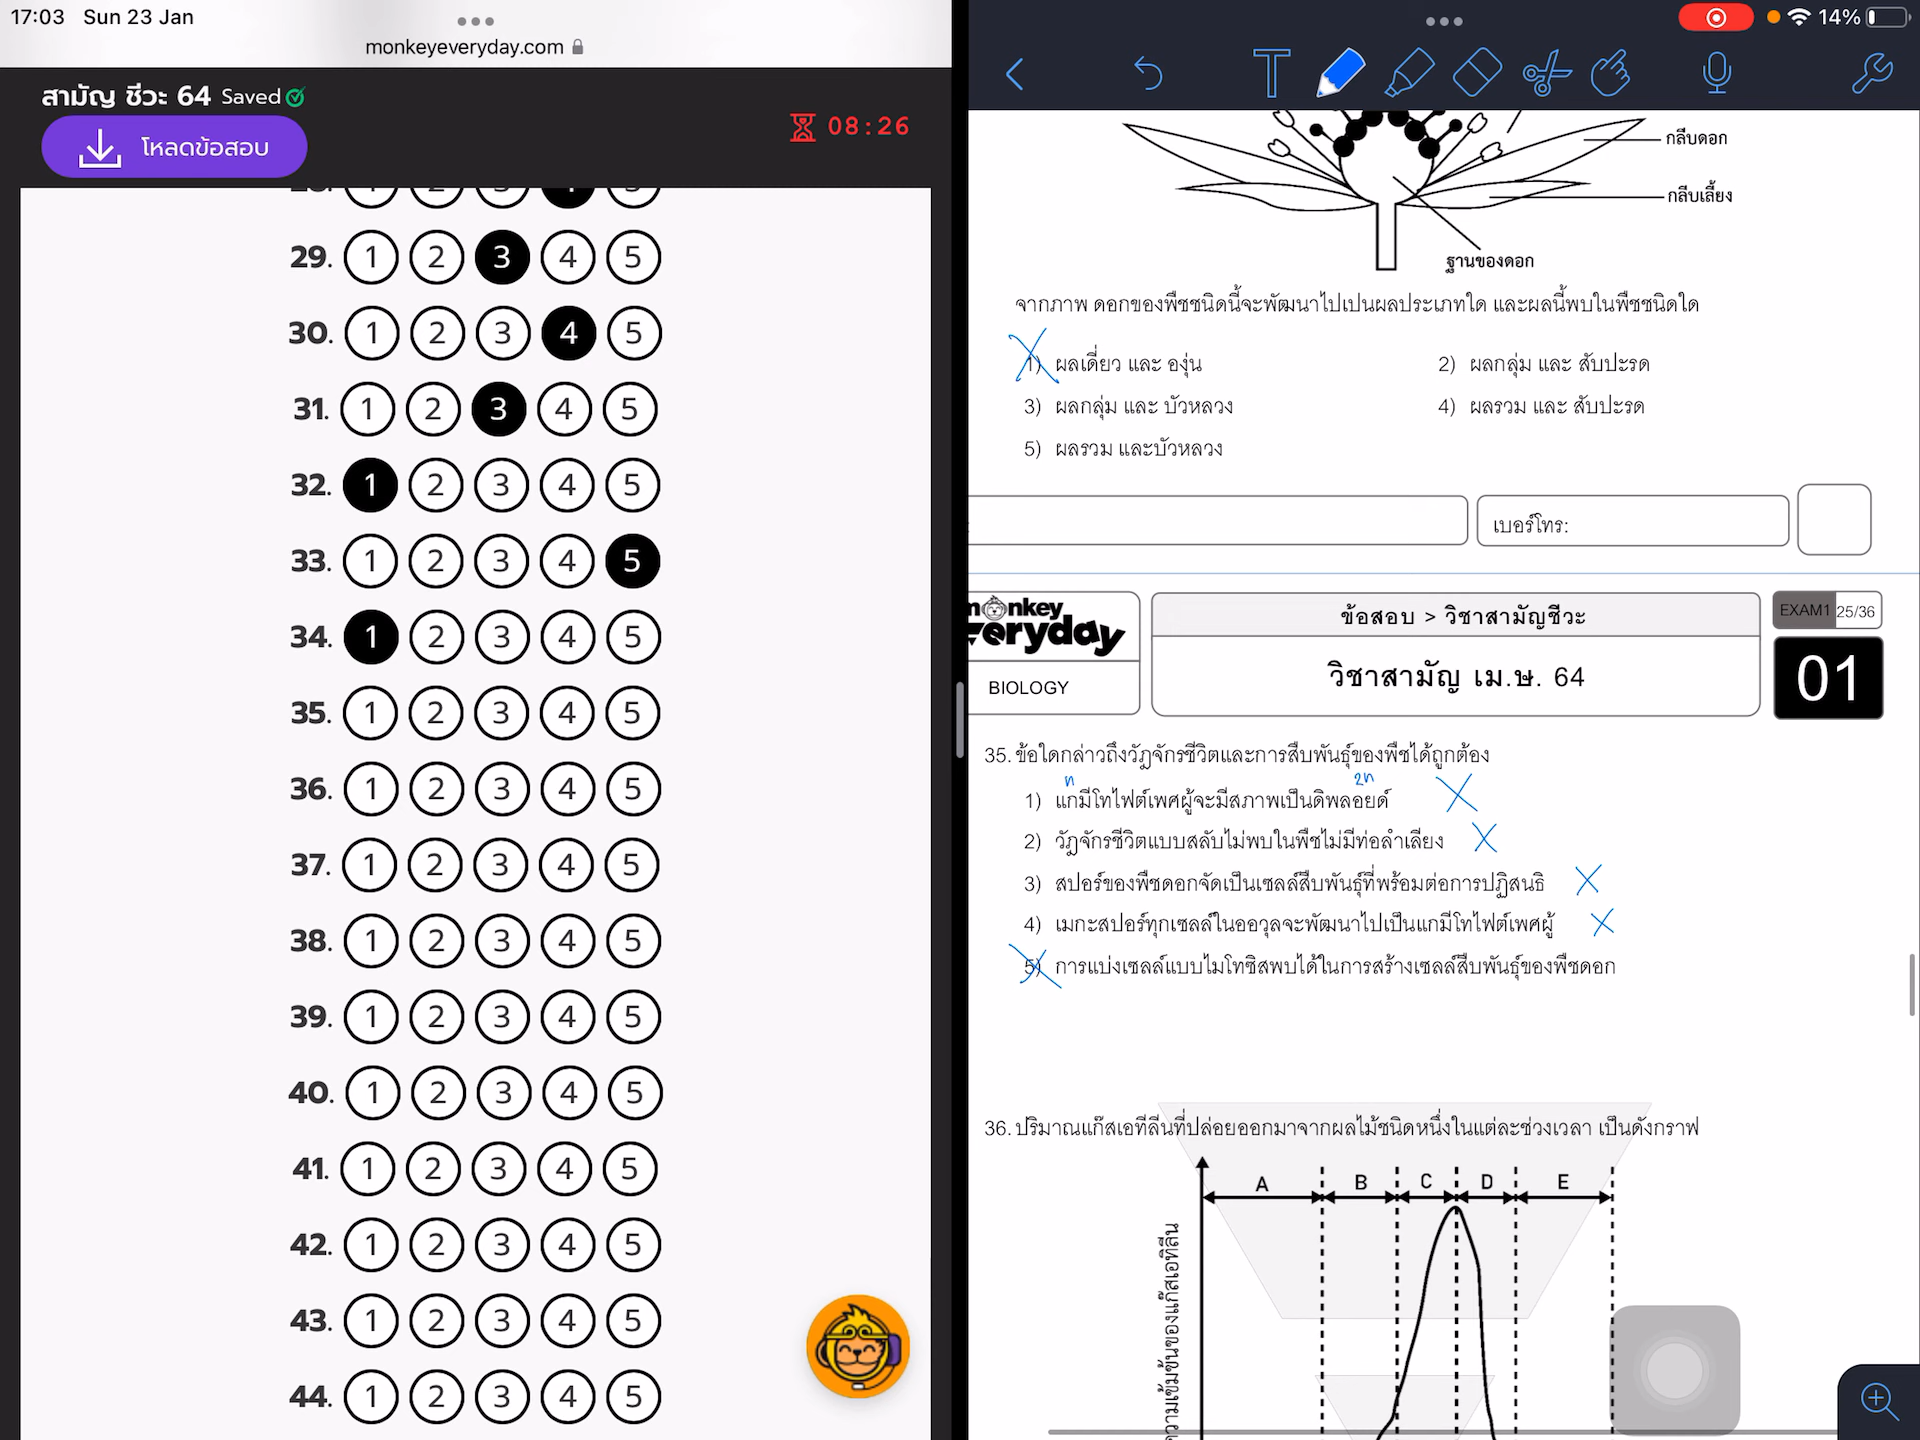 17:03 Sun 23 Jan
monkeyeveryday.com
14%
สามัญ ชีวะ 64 Saved
โหลดข้อสอบ
08:26
29. 1 2 3 4 5
30. 1 2 3 4 5
31. 1 2 3 4 5
32. 1 2 3 4 5
33. 1 2 3 4 5
34. 1 2 3 4 5
35. 1 2 3 4 5
36. 1 2 3 4 5
37. 1 2 3 4 5
38. 1 2 3 4 5
39. 1 2 3 4 5
40. 1 2 3 4 5
41. 1 2 3 4 5
42. 1 2 3 4 5
43. 1 2 3 4 5
44. 1 2 3 4 5
กลีบดอก
กลีบเลี้ยง
ฐานของดอก
จากภาพ ดอกของพืชชนิดนี้จะพัฒนาไปเปนผลประเภทใด และผลนี้พบในพืชชนิดใด
1) ผลเดี่ยว และ องุ่น
2) ผลกลุ่ม และ สับปะรด
3) ผลกลุ่ม และ บัวหลวง
4) ผลรวม และ สับปะรด
5) ผลรวม และบัวหลวง
เบอร์โทร:
monkey
everyday
BIOLOGY
ข้อสอบ > วิชาสามัญชีวะ
วิชาสามัญ เม.ษ. 64
EXAM1 25/36
01
35. ข้อใดกล่าวถึงวัฏจักรชีวิตและการสืบพันธุ์ของพืชได้ถูกต้อง
n 2n
1) แกมีโทไฟต์เพศผู้จะมีสภาพเป็นดิพลอยด์
2) วัฏจักรชีวิตแบบสลับไม่พบในพืชไม่มีท่อลำเลียง
3) สปอร์ของพืชดอกจัดเป็นเซลล์สืบพันธุ์ที่พร้อมต่อการปฏิสนธิ
4) เมกะสปอร์ทุกเซลล์ในออวุลจะพัฒนาไปเป็นแกมีโทไฟต์เพศผู้
5) การแบ่งเซลล์แบบไมโทซิสพบได้ในการสร้างเซลล์สืบพันธุ์ของพืชดอก
36. ปริมาณแก๊สเอทีลีนที่ปล่อยออกมาจากผลไม้ชนิดหนึ่งในแต่ละช่วงเวลา เป็นดังกราฟ
A B C D E
ความเข้มข้นของแก๊สเอทิลีน